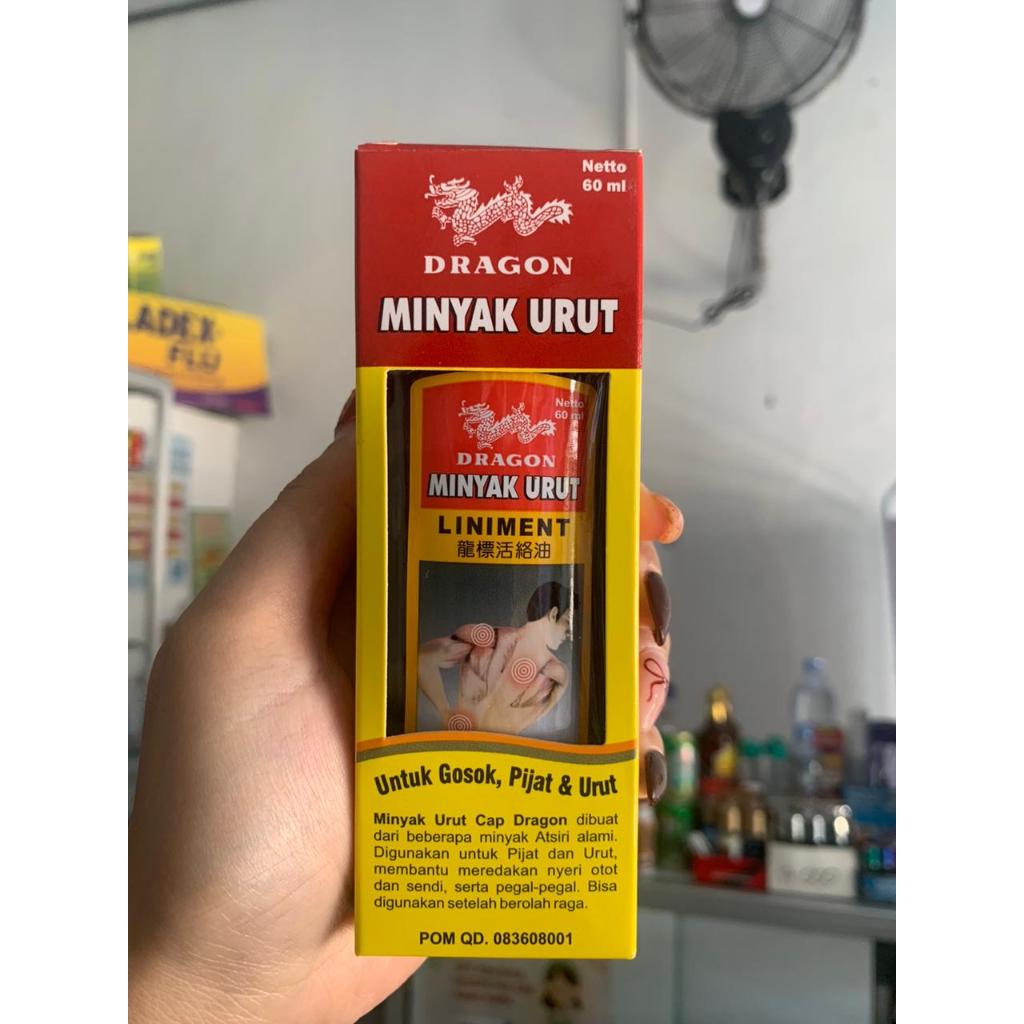 Netto
60 ml
DRAGON
MINYAK URUT
Netto
60 ml
DRAGON
MINYAK URUT
LINIMENT
龍標活絡油
Untuk Gosok, Pijat & Urut
Minyak Urut Cap Dragon dibuat
dari beberapa minyak Atsiri alami.
Digunakan untuk Pijat dan Urut,
membantu meredakan nyeri otot
dan sendi, serta pegal-pegal. Bisa
digunakan setelah berolah raga.
POM QD. 083608001
LADEX
FLU